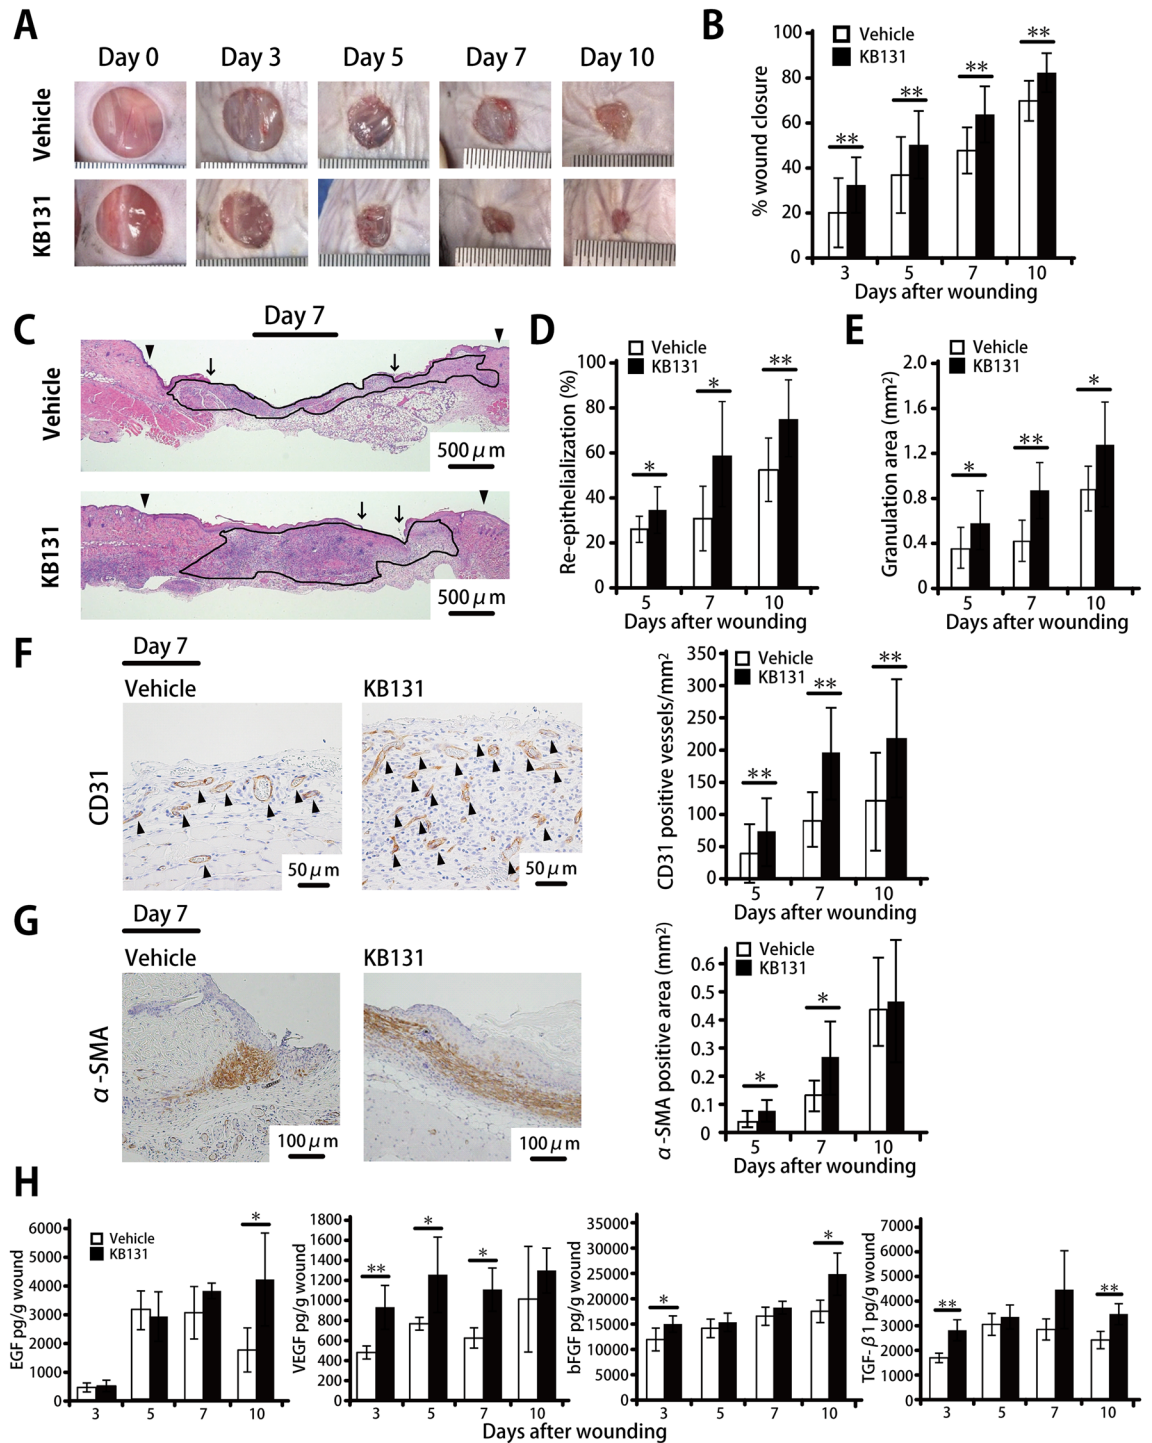 A
Day 0
Day 3
Day 5
Day 7
Day 10
Vehicle
KB131
B
Vehicle
KB131
% wound closure
100
80
60
40
20
0
**
**
**
**
3
5
7
10
Days after wounding
C
Day 7
Vehicle
500 μm
KB131
500 μm
D
Vehicle
KB131
Re-epithelialization (%)
100
80
60
40
20
0
*
*
**
5
7
10
Days after wounding
E
Vehicle
KB131
Granulation area (mm²)
2.0
1.6
1.2
0.8
0.4
0
*
**
*
5
7
10
Days after wounding
F
Day 7
Vehicle
KB131
CD31
50 μm
50 μm
Vehicle
KB131
CD31 positive vessels/mm²
350
300
250
200
150
100
50
0
**
**
**
5
7
10
Days after wounding
G
Day 7
Vehicle
KB131
α-SMA
100 μm
100 μm
Vehicle
KB131
α-SMA positive area (mm²)
0.6
0.5
0.4
0.3
0.2
0.1
0
*
*
5
7
10
Days after wounding
H
Vehicle
KB131
EGF pg/g wound
6000
5000
4000
3000
2000
1000
0
*
3
5
7
10
VEGF pg/g wound
1800
1600
1400
1200
1000
800
600
400
200
0
**
*
*
3
5
7
10
bFGF pg/g wound
35000
30000
25000
20000
15000
10000
5000
0
*
*
3
5
7
10
TGF-β1 pg/g wound
7000
6000
5000
4000
3000
2000
1000
0
**
**
3
5
7
10
Days after wounding